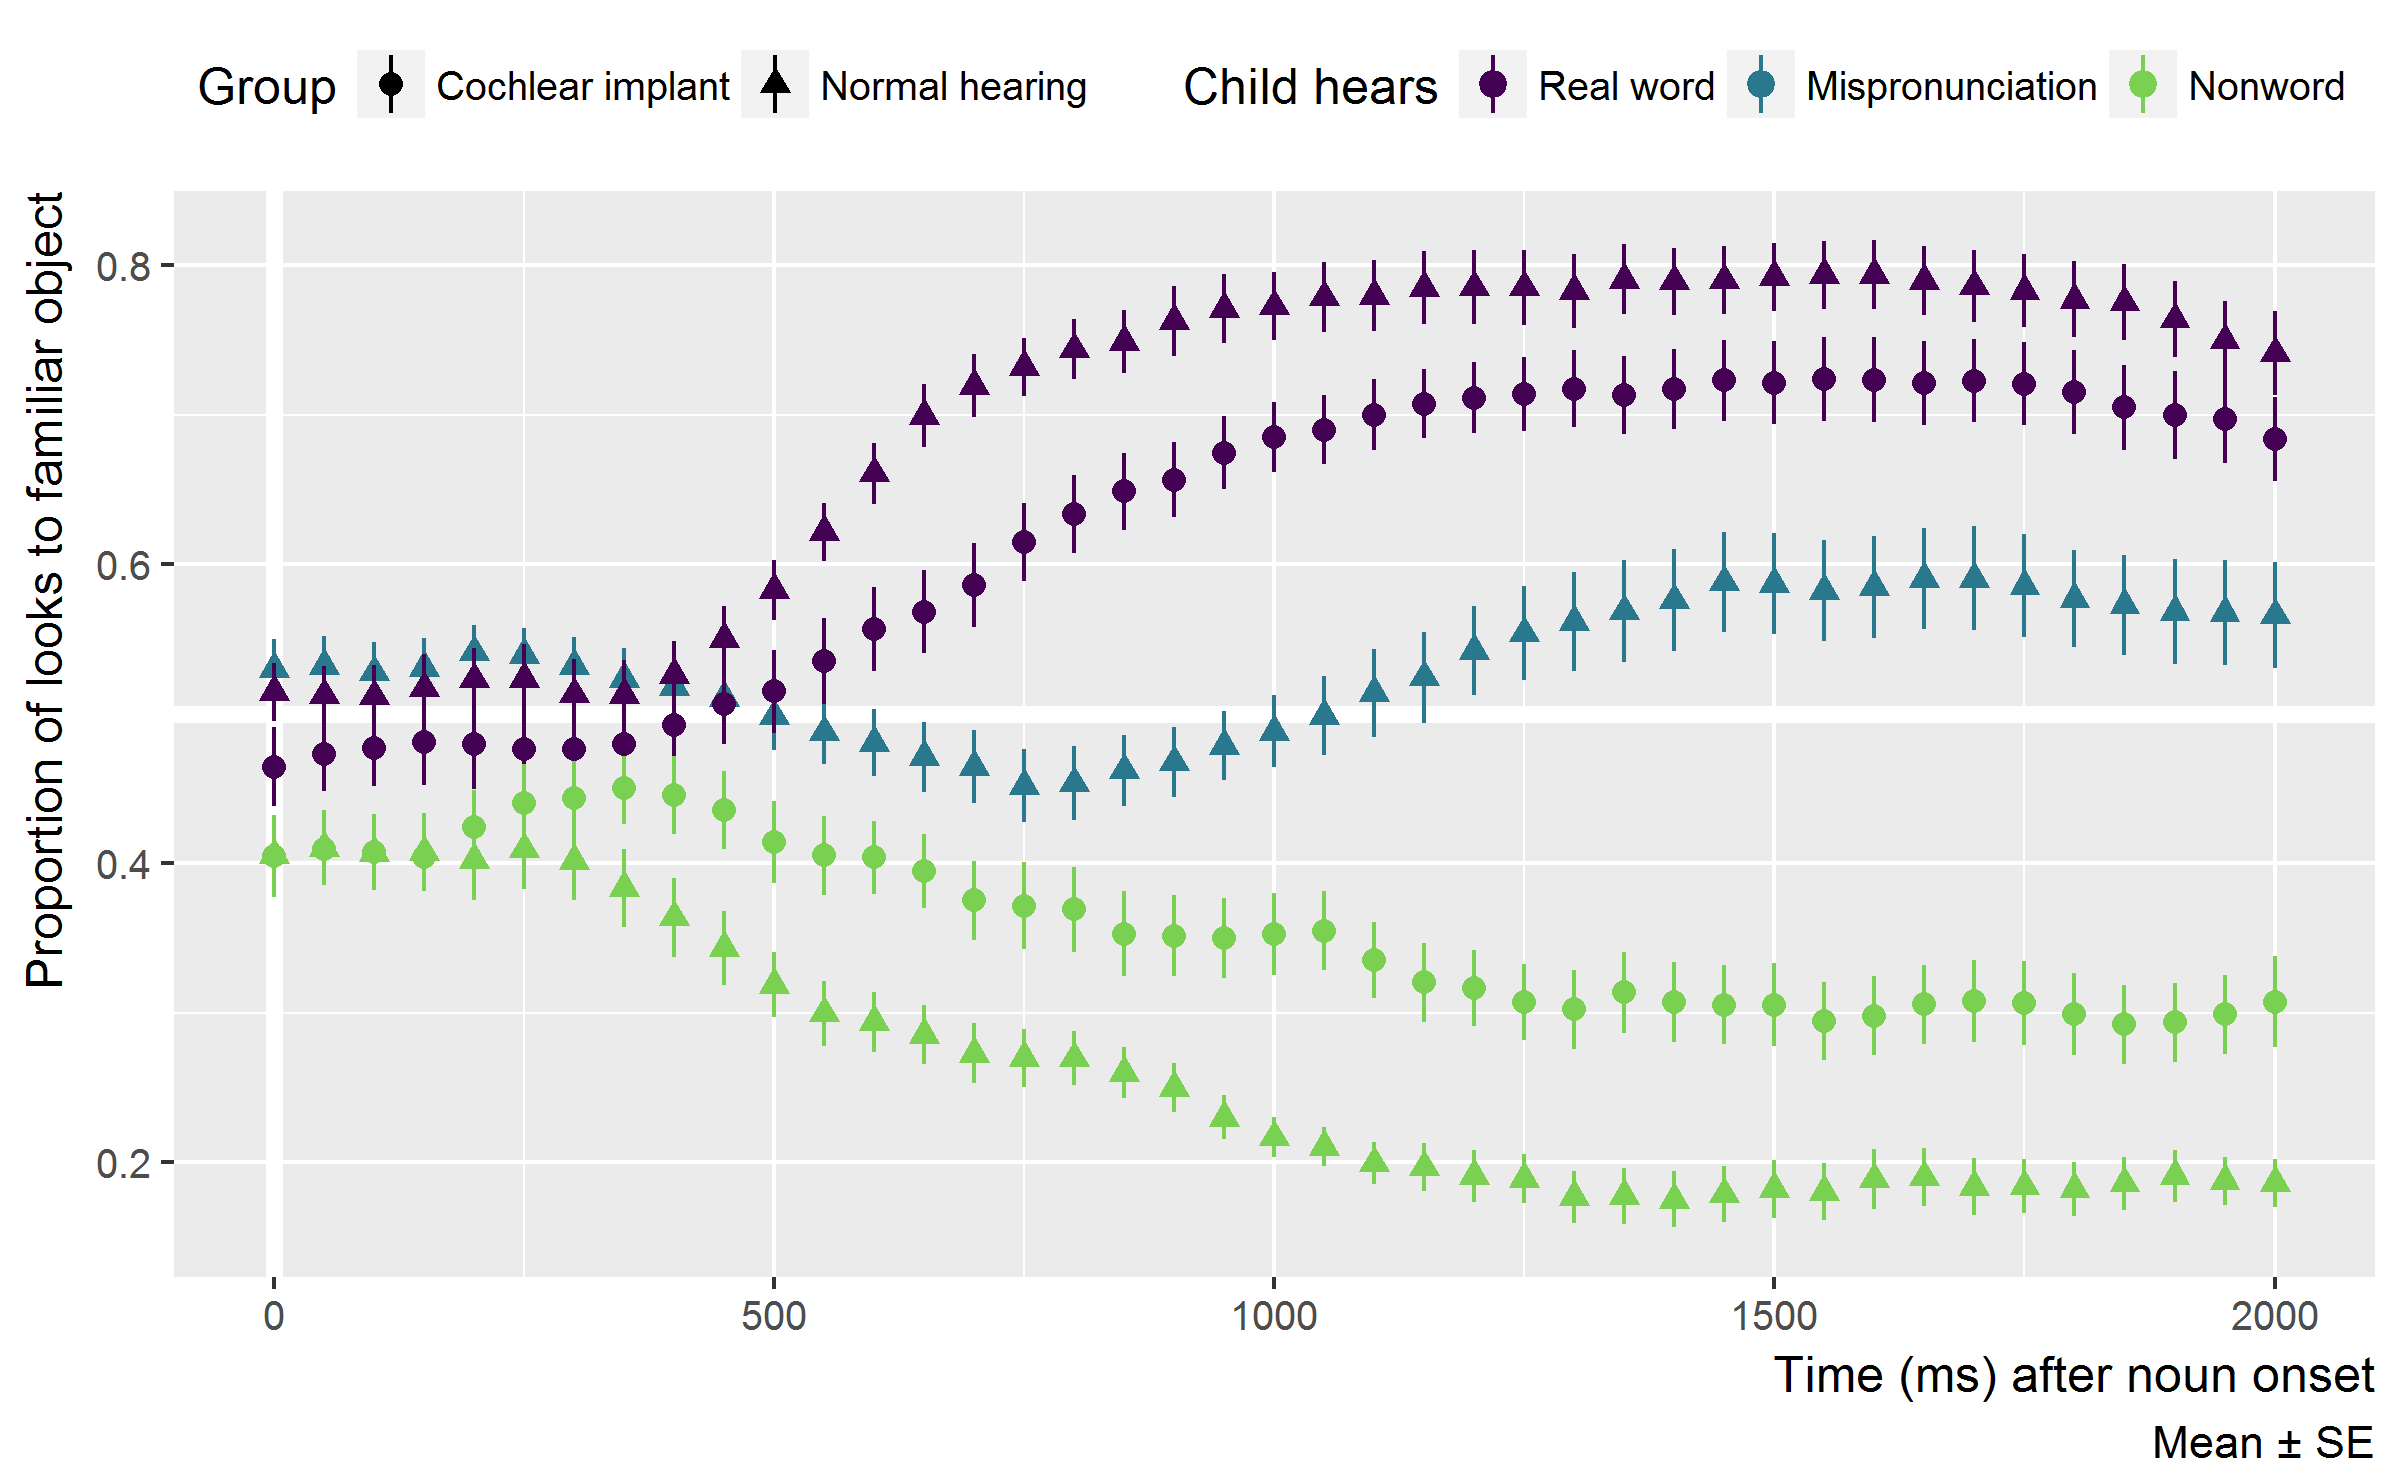 Group Cochlear implant Normal hearing Child hears Real word Mispronunciation Nonword
Proportion of looks to familiar object
0.8
0.6
0.4
0.2
0 500 1000 1500 2000
Time (ms) after noun onset
Mean ± SE